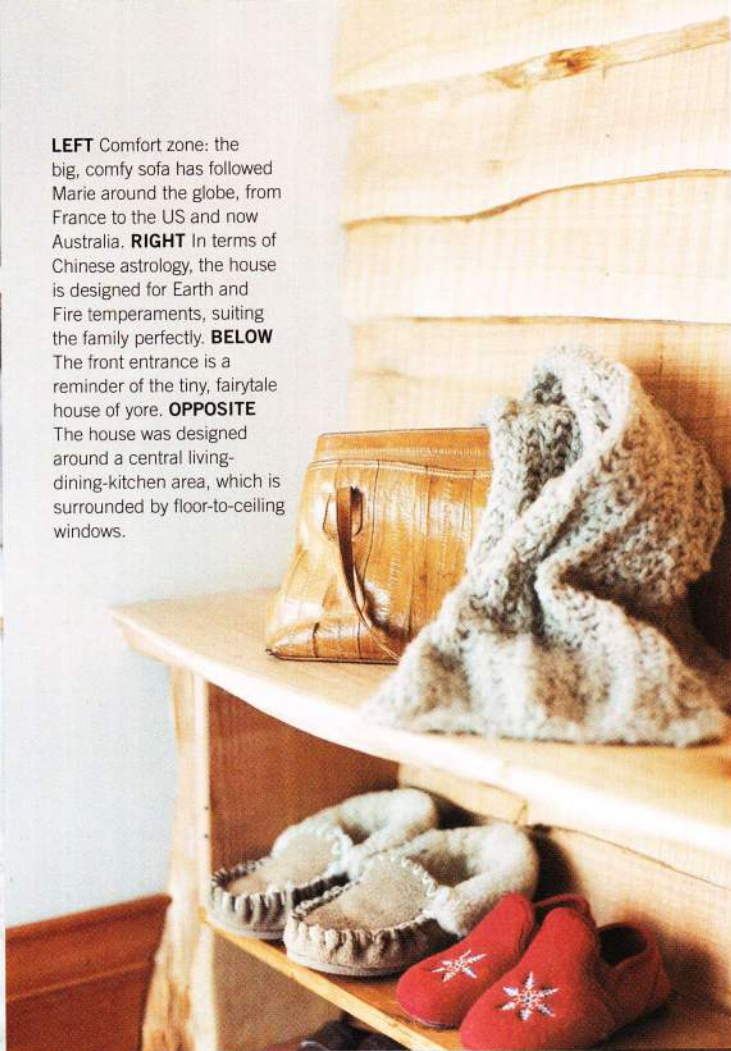 LEFT Comfort zone: the
big, comfy sofa has followed
Marie around the globe, from
France to the US and now
Australia. RIGHT In terms of
Chinese astrology, the house
is designed for Earth and
Fire temperaments, suiting
the family perfectly. BELOW
The front entrance is a
reminder of the tiny, fairytale
house of yore. OPPOSITE
The house was designed
around a central living-
dining-kitchen area, which is
surrounded by floor-to-ceiling
windows.